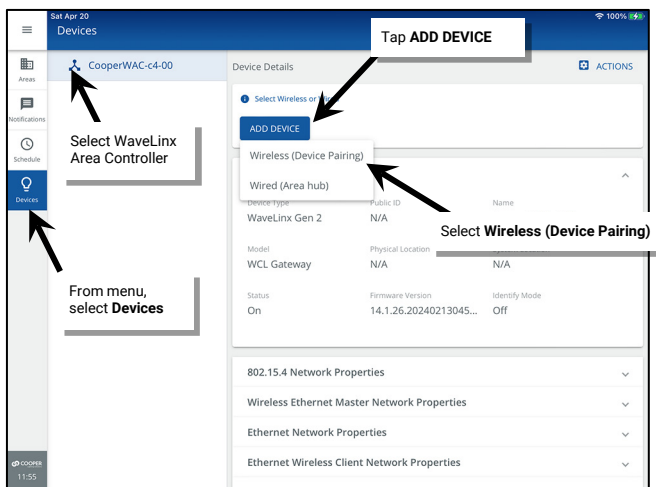 Sat Apr 20
100%
Devices
Tap ADD DEVICE
Areas
CooperWAC-c4-00
Device Details
ACTIONS
Select Wireless or
Notifications
ADD DEVICE
Select WaveLinx
Area Controller
Schedule
Wireless (Device Pairing)
Wired (Area hub)
Devices
Device Type
Public ID
Name
WaveLinx Gen 2
N/A
Select Wireless (Device Pairing)
Model
Physical Location
WCL Gateway
N/A
N/A
From menu,
select Devices
Status
Firmware Version
Identify Mode
On
14.1.26.20240213045...
Off
802.15.4 Network Properties
Wireless Ethernet Master Network Properties
Ethernet Network Properties
Ethernet Wireless Client Network Properties
COOPER
11:55